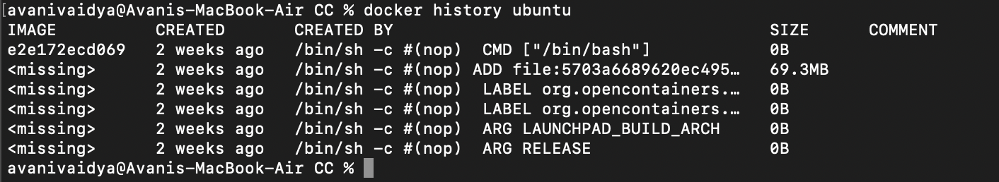 [avanivaidya@Avanis-MacBook-Air CC % docker history ubuntu
IMAGE CREATED CREATED BY SIZE COMMENT
e2e172ecd069 2 weeks ago /bin/sh -c #(nop) CMD ["/bin/bash"] 0B
<missing> 2 weeks ago /bin/sh -c #(nop) ADD file:5703a6689620ec495… 69.3MB
<missing> 2 weeks ago /bin/sh -c #(nop) LABEL org.opencontainers.… 0B
<missing> 2 weeks ago /bin/sh -c #(nop) LABEL org.opencontainers.… 0B
<missing> 2 weeks ago /bin/sh -c #(nop) ARG LAUNCHPAD_BUILD_ARCH 0B
<missing> 2 weeks ago /bin/sh -c #(nop) ARG RELEASE 0B
avanivaidya@Avanis-MacBook-Air CC %